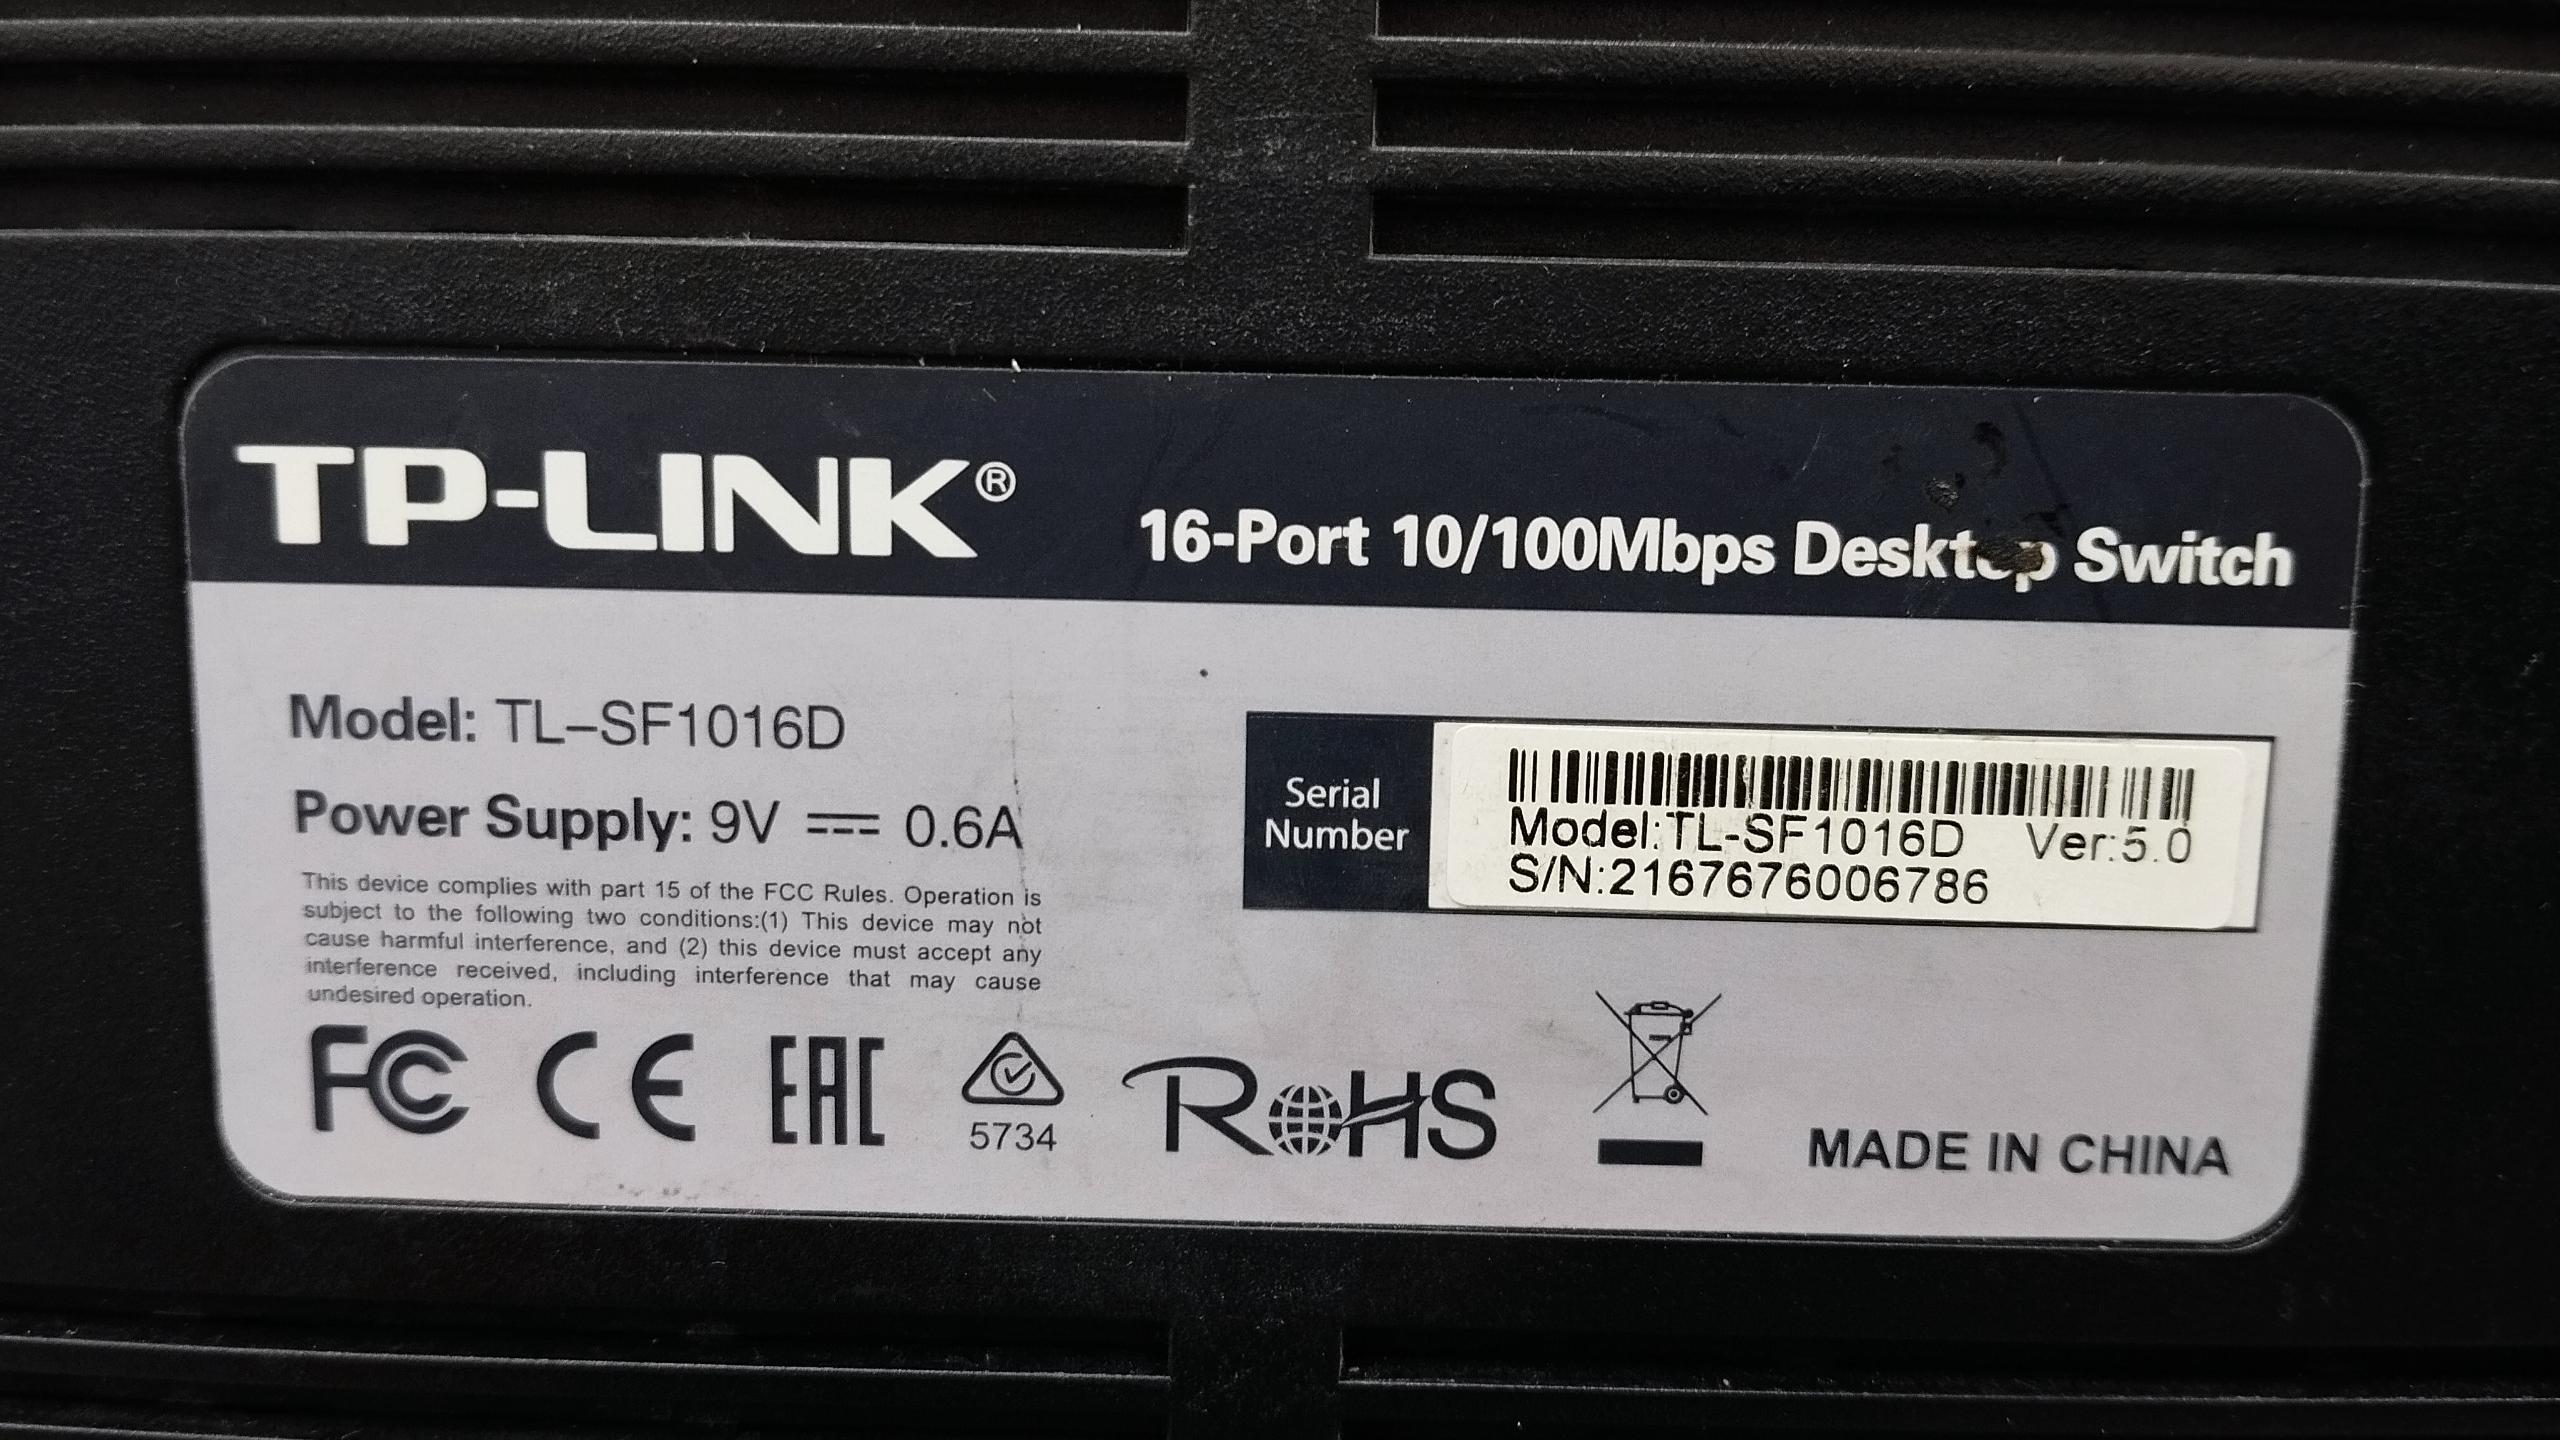 TP-LINK®
16-Port 10/100Mbps Desktop Switch
Model: TL-SF1016D
Power Supply: 9V ⎓ 0.6A
This device complies with part 15 of the FCC Rules. Operation is
subject to the following two conditions:(1) This device may not
cause harmful interference, and (2) this device must accept any
interference received, including interference that may cause
undesired operation.
Serial
Number
Model:TL-SF1016D Ver:5.0
S/N:2167676006786
FC CE EAC
5734
RoHS
MADE IN CHINA